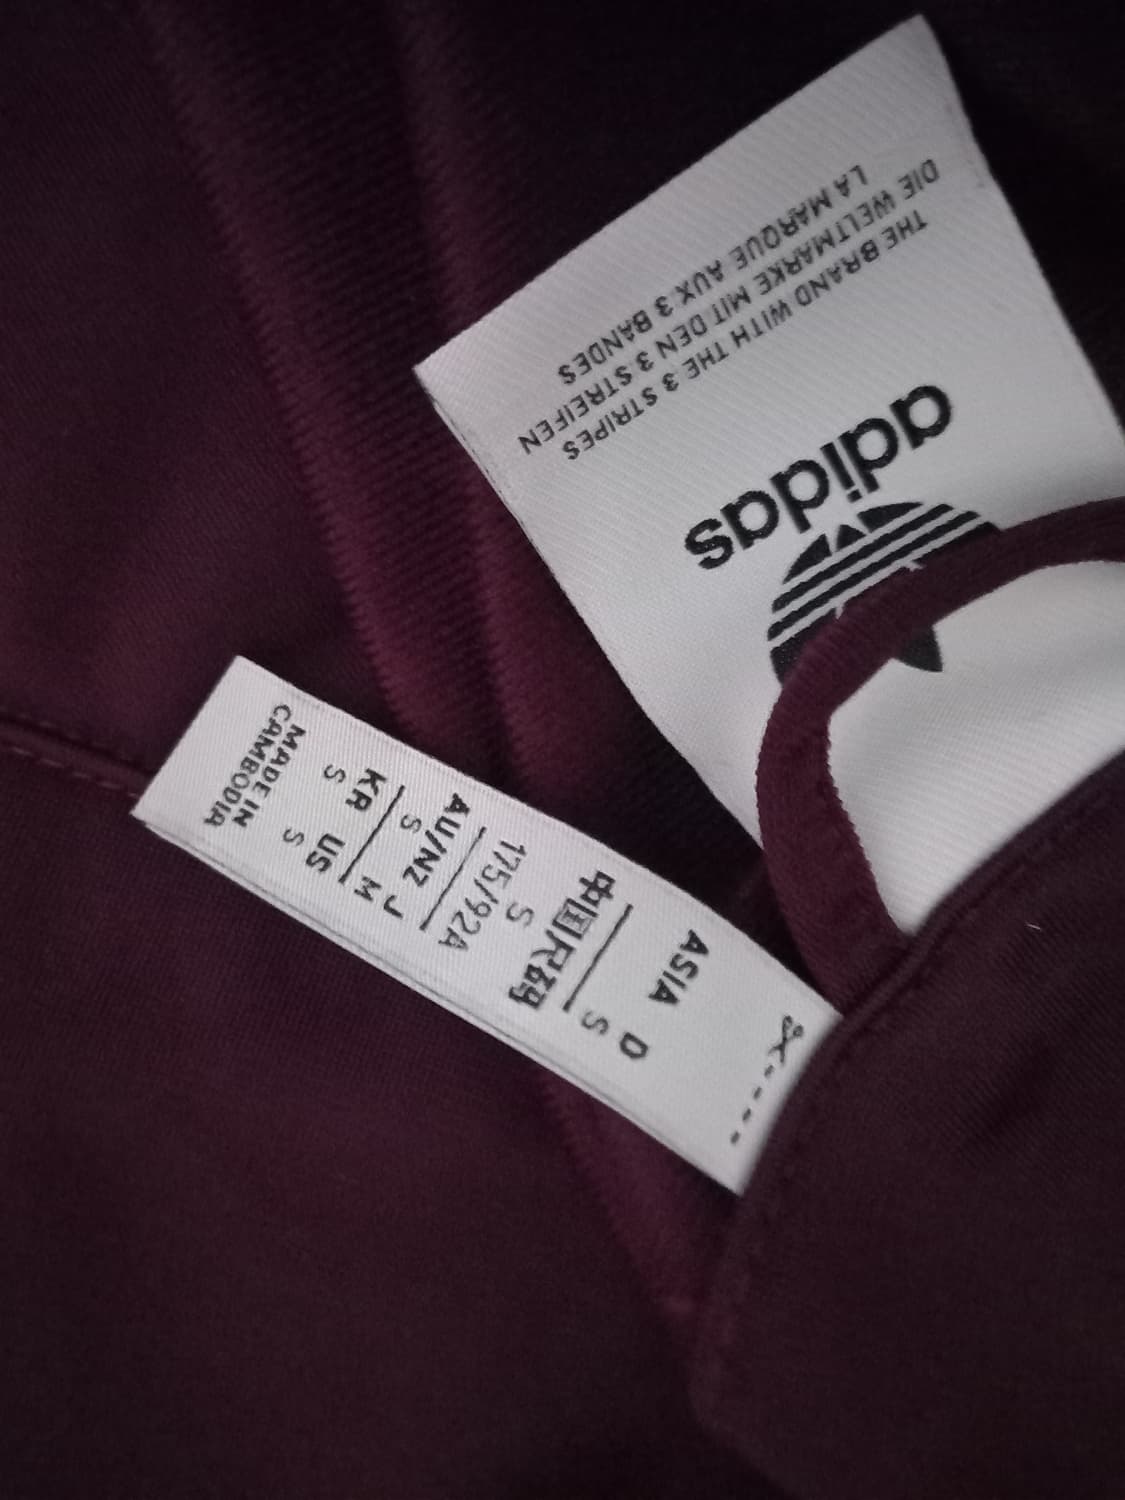 adidas
THE BRAND WITH THE 3 STRIPES
DIE WELTMARKE MIT DEN 3 STREIFEN
LA MARQUE AUX 3 BANDES
ASIA
D
S
中国尺码
S
175/92A
AU/NZ
S
J
M
KR
S
US
S
MADE IN
CAMBODIA